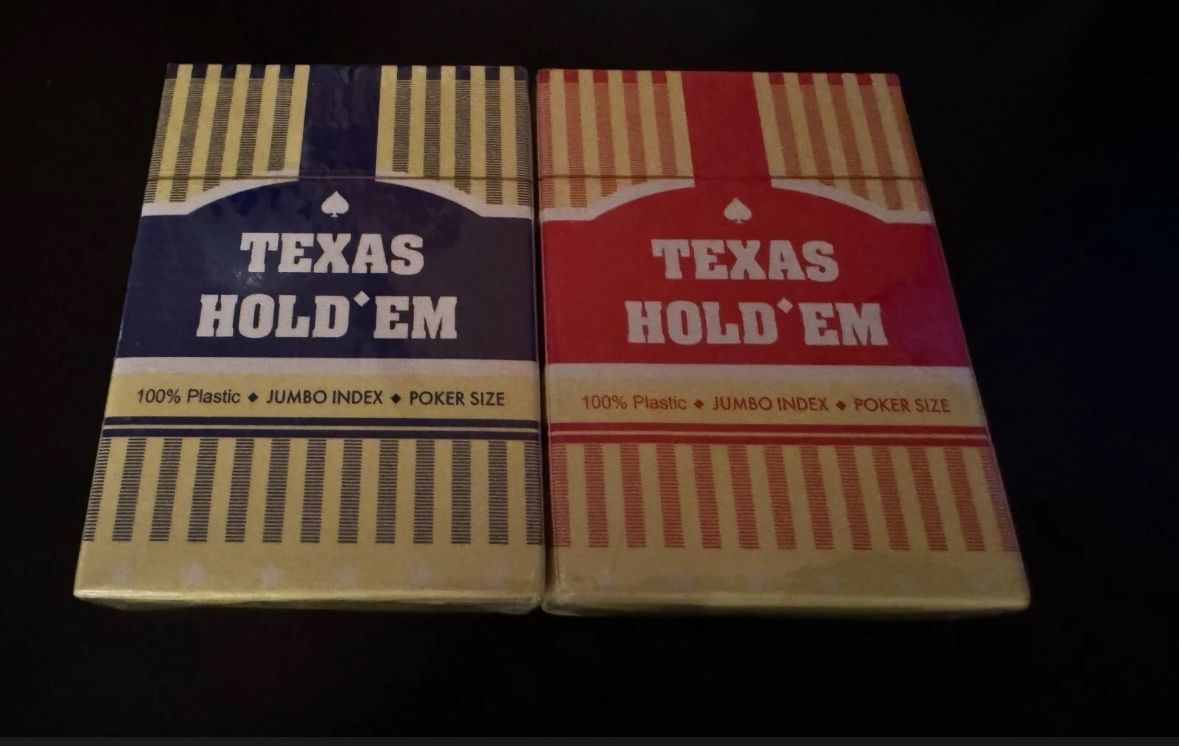 TEXAS
HOLD'EM
100% Plastic ◆ JUMBO INDEX ◆ POKER SIZE
TEXAS
HOLD'EM
100% Plastic ◆ JUMBO INDEX ◆ POKER SIZE